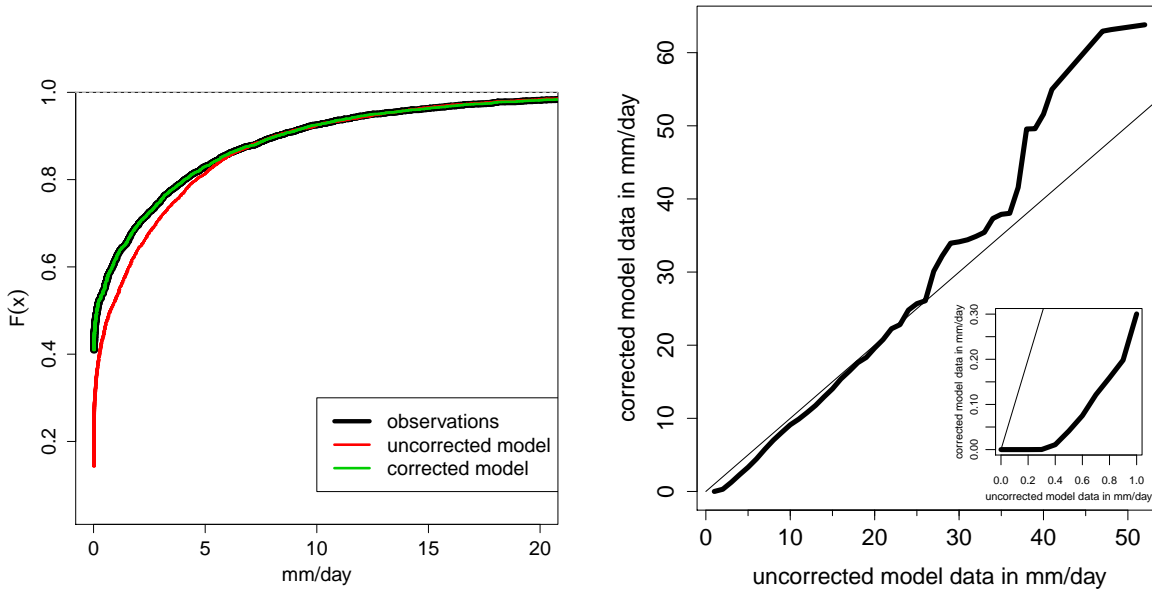 F(x)
1.0
0.8
0.6
0.4
0.2
observations
uncorrected model
corrected model
0 5 10 15 20
mm/day
corrected model data in mm/day
60
50
40
30
20
10
0
corrected model data in mm/day
0.30
0.20
0.10
0.00
0.0 0.2 0.4 0.6 0.8 1.0
uncorrected model data in mm/day
0 10 20 30 40 50
uncorrected model data in mm/day